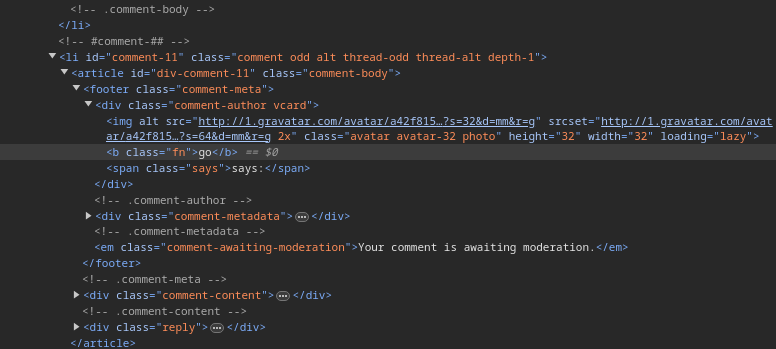 <!-- .comment-body -->
</li>
<!-- #comment-## -->
<li id="comment-11" class="comment odd alt thread-odd thread-alt depth-1">
<article id="div-comment-11" class="comment-body">
<footer class="comment-meta">
<div class="comment-author vcard">
<img alt src="http://1.gravatar.com/avatar/a42f815…?s=32&d=mm&r=g" srcset="http://1.gravatar.com/avat
ar/a42f815…?s=64&d=mm&r=g 2x" class="avatar avatar-32 photo" height="32" width="32" loading="lazy">
<b class="fn">go</b> == $0
<span class="says">says:</span>
</div>
<!-- .comment-author -->
<div class="comment-metadata">…</div>
<!-- .comment-metadata -->
<em class="comment-awaiting-moderation">Your comment is awaiting moderation.</em>
</footer>
<!-- .comment-meta -->
<div class="comment-content">…</div>
<!-- .comment-content -->
<div class="reply">…</div>
</article>